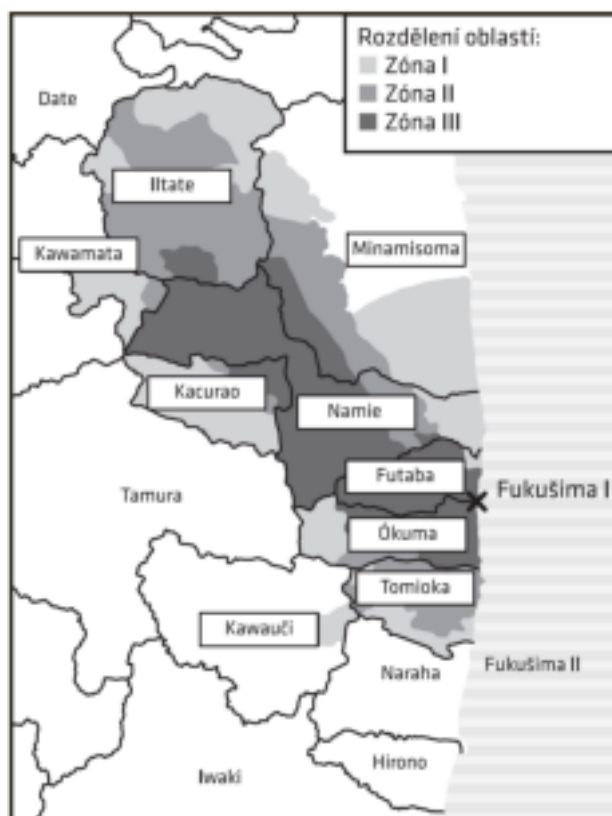 Rozdělení oblastí:
Zóna I
Zóna II
Zóna III
Date
Iltate
Kawamata
Minamisoma
Kacurao
Namie
Futaba
Fukušima I
Tamura
Ókuma
Tomioka
Kawauči
Naraha
Fukušima II
Hirono
Iwaki